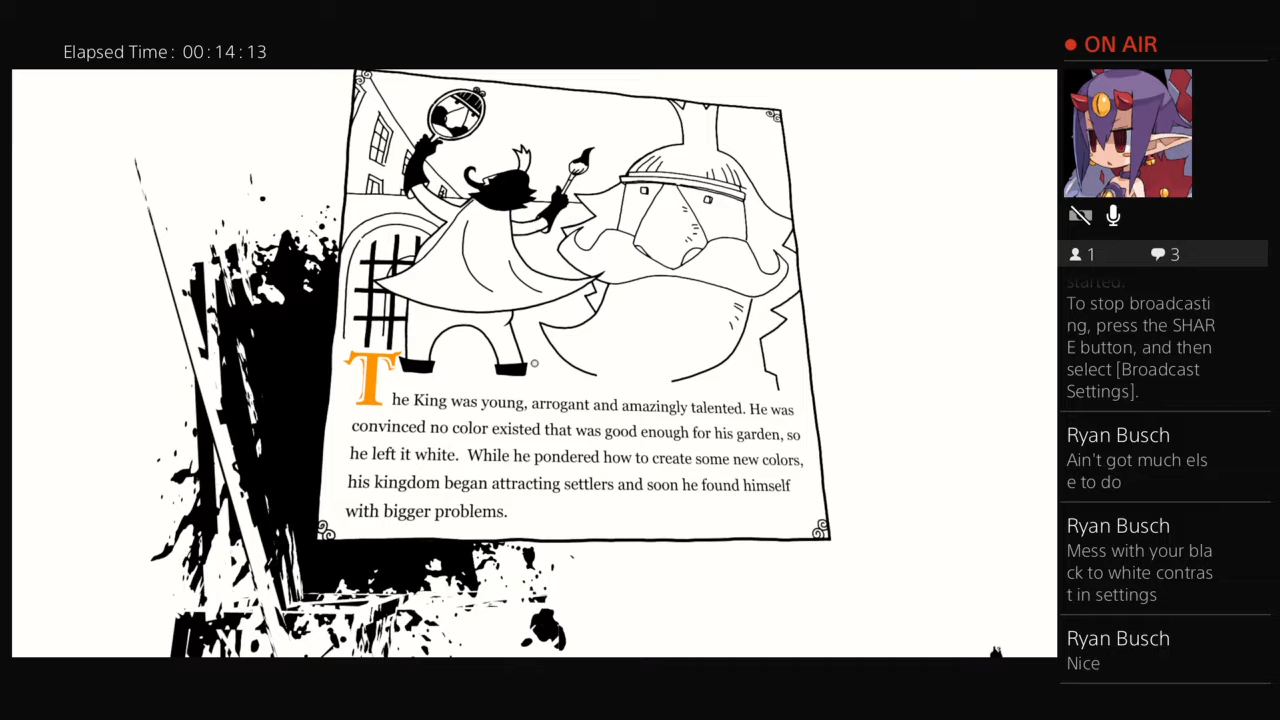 Elapsed Time: 00:14:13
ON AIR
1
3
The King was young, arrogant and amazingly talented. He was
convinced no color existed that was good enough for his garden, so
he left it white. While he pondered how to create some new colors,
his kingdom began attracting settlers and soon he found himself
with bigger problems.
started.
To stop broadcasti
ng, press the SHAR
E button, and then
select [Broadcast
Settings].
Ryan Busch
Ain't got much els
e to do
Ryan Busch
Mess with your bla
ck to white contras
t in settings
Ryan Busch
Nice